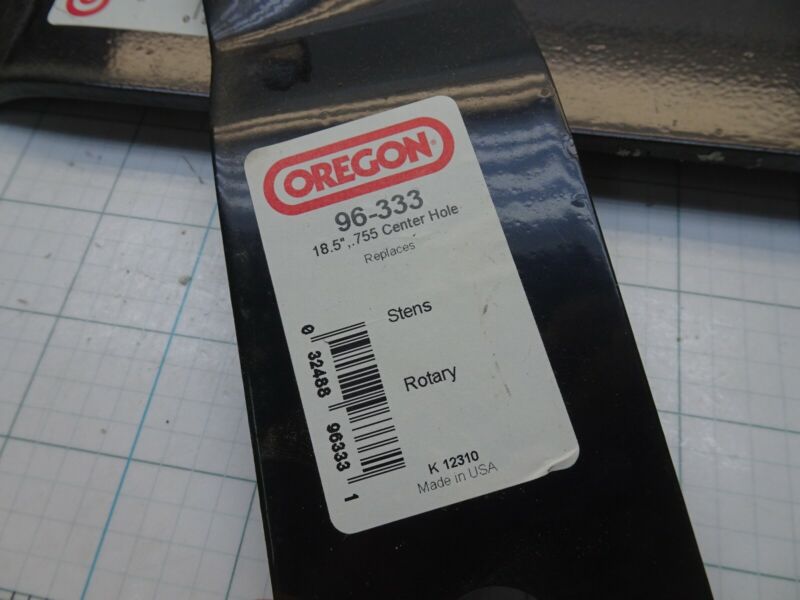 OREGON®
96-333
18.5",.755 Center Hole
Replaces
Stens
Rotary
0 32488 96333 1
K 12310
Made in USA